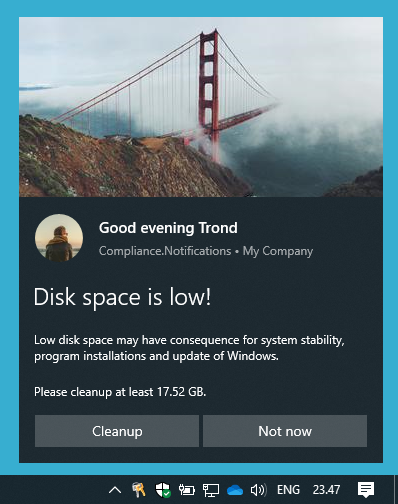 Good evening Trond
Compliance.Notifications • My Company
Disk space is low!
Low disk space may have consequence for system stability,
program installations and update of Windows.
Please cleanup at least 17.52 GB.
Cleanup
Not now
ENG
23.47